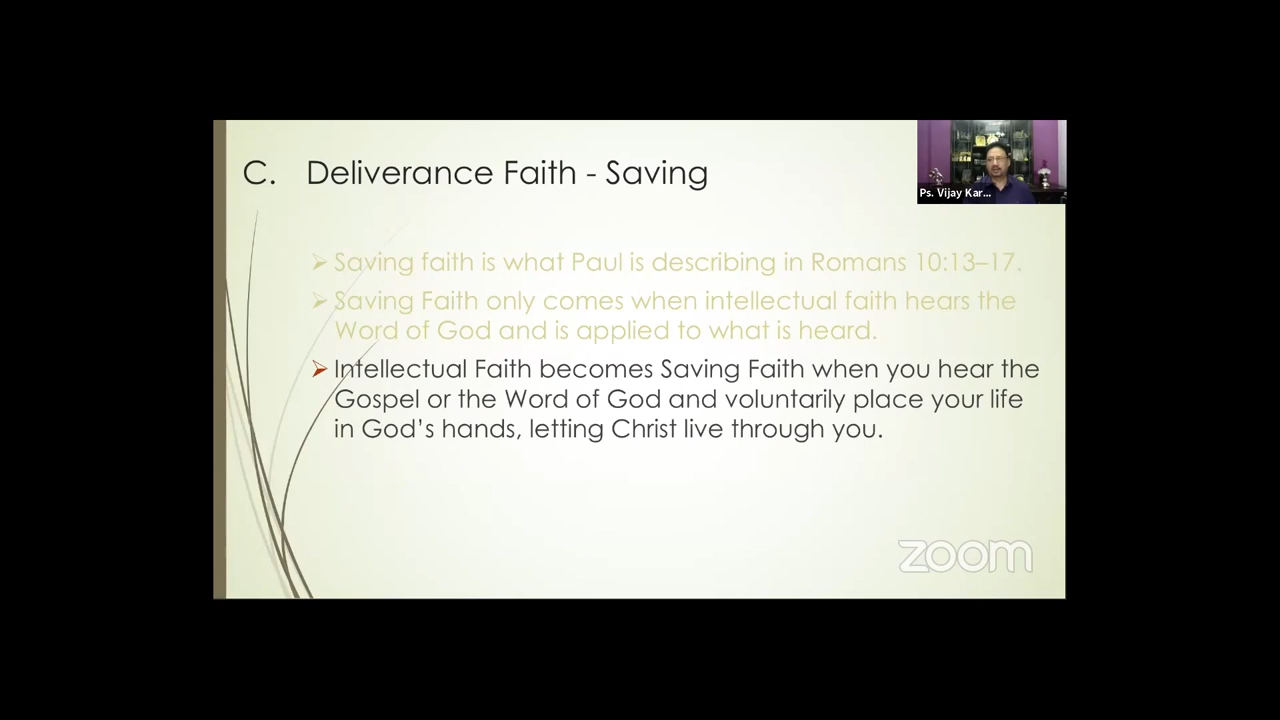 C. Deliverance Faith - Saving
Ps. Vijay Kar...
➢ Saving faith is what Paul is describing in Romans 10:13–17.
➢ Saving Faith only comes when intellectual faith hears the
Word of God and is applied to what is heard.
➢ Intellectual Faith becomes Saving Faith when you hear the
Gospel or the Word of God and voluntarily place your life
in God’s hands, letting Christ live through you.
zoom